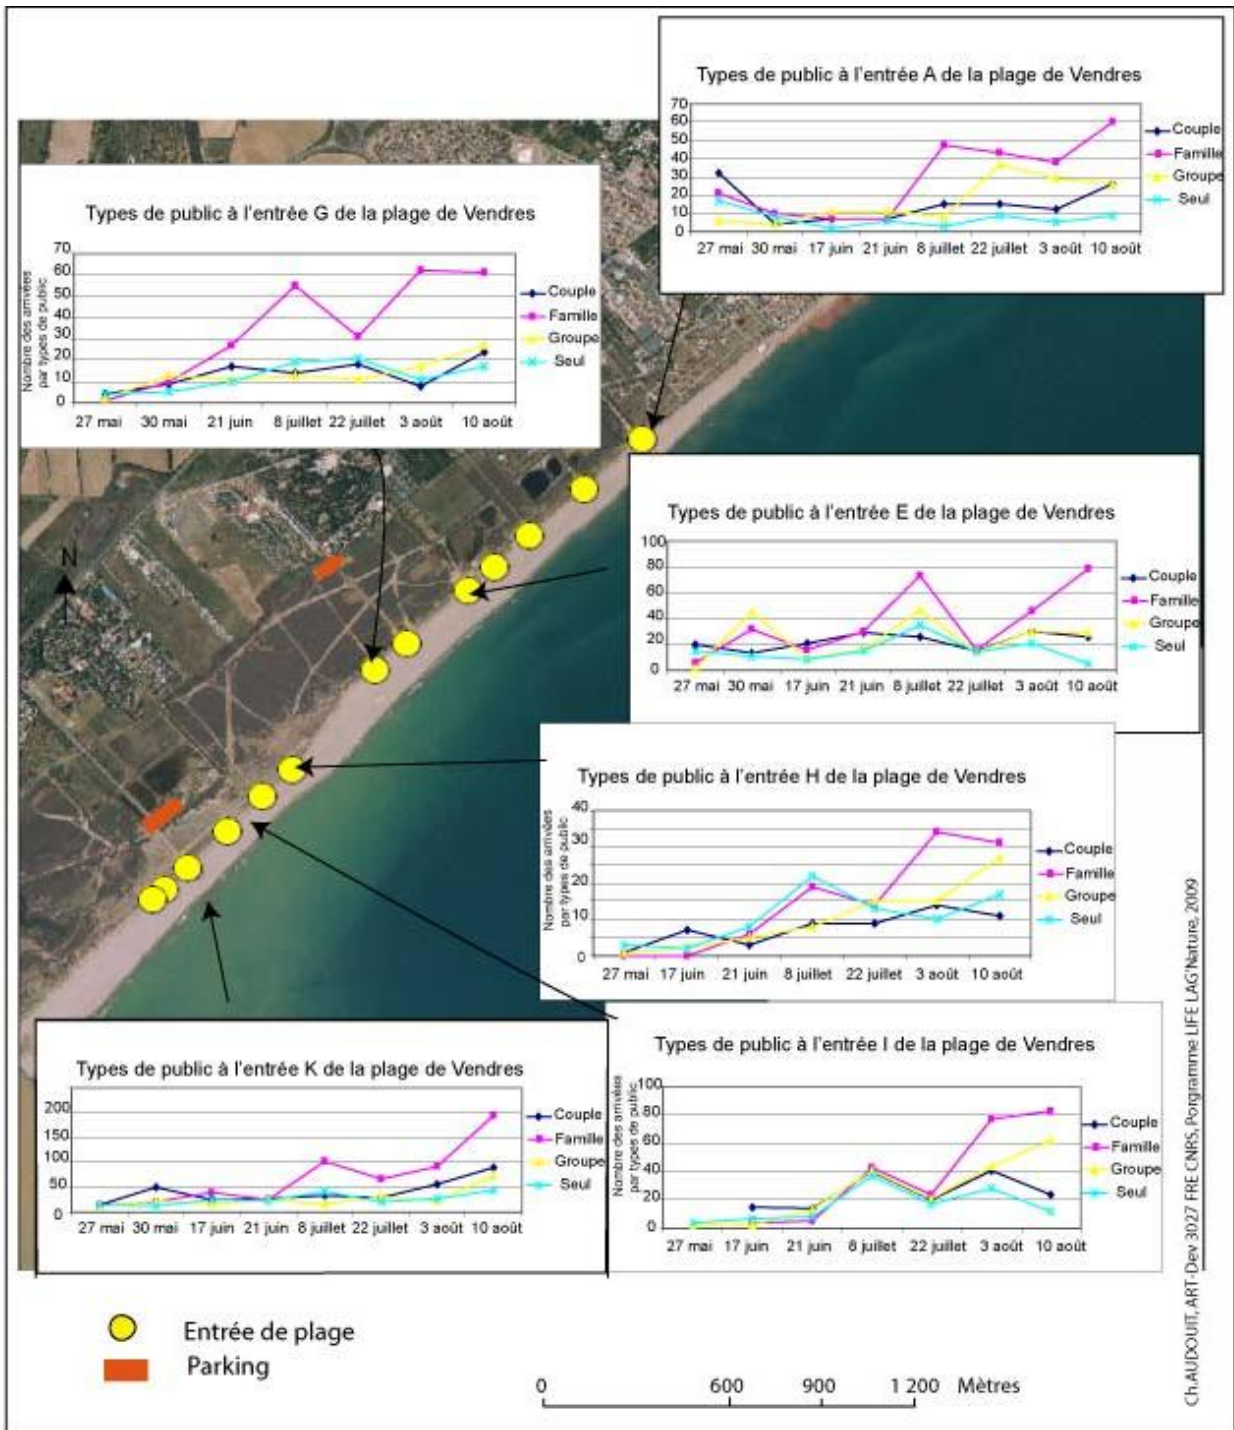 Types de public à l'entrée A de la plage de Vendres
70
60
50
40
30
20
10
0
27 mai 30 mai 17 juin 21 juin 8 juillet 22 juillet 3 août 10 août
Couple
Famille
Groupe
Seul
Types de public à l'entrée G de la plage de Vendres
Nombre des arrivées
par types de public
70
60
50
40
30
20
10
0
27 mai 30 mai 21 juin 8 juillet 22 juillet 3 août 10 août
Couple
Famille
Groupe
Seul
N
Types de public à l'entrée E de la plage de Vendres
100
80
60
40
20
0
27 mai 30 mai 17 juin 21 juin 8 juillet 22 juillet 3 août 10 août
Couple
Famille
Groupe
Seul
Types de public à l'entrée H de la plage de Vendres
Nombre des arrivées
par types de public
40
30
20
10
0
27 mai 17 juin 21 juin 8 juillet 22 juillet 3 août 10 août
Couple
Famille
Groupe
Seul
Types de public à l'entrée K de la plage de Vendres
200
150
100
50
0
27 mai 30 mai 17 juin 21 juin 8 juillet 22 juillet 3 août 10 août
Couple
Famille
Groupe
Seul
Types de public à l'entrée I de la plage de Vendres
Nombre des arrivées
par types de public
100
80
60
40
20
0
27 mai 17 juin 21 juin 8 juillet 22 juillet 3 août 10 août
Couple
Famille
Groupe
Seul
Entrée de plage
Parking
0 600 900 1 200 Mètres
Ch.AUDOUIT, ART-Dev 3027 FRE CNRS, Porgramme LIFE LAG'Nature, 2009